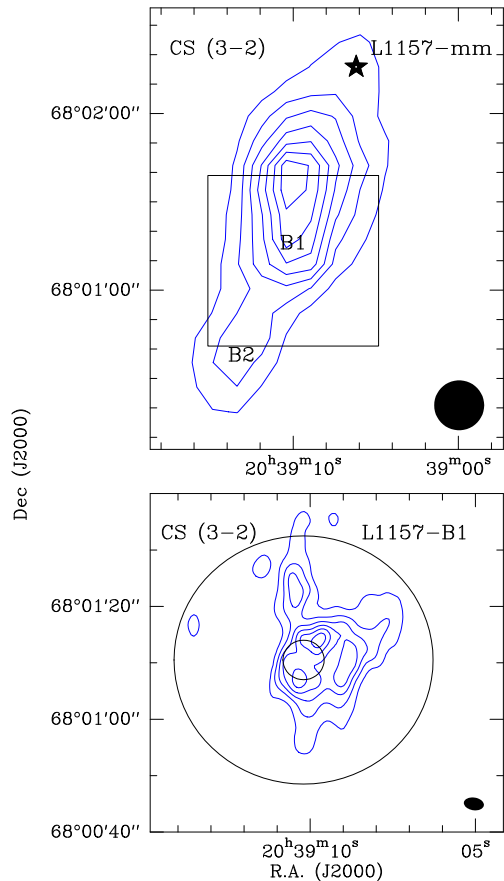 CS (3-2) L1157-mm
68°02'00"
B1
68°01'00"
B2
20ʰ39ᵐ10ˢ 39ᵐ00ˢ
Dec (J2000)
CS (3-2) L1157-B1
68°01'20"
68°01'00"
68°00'40"
20ʰ39ᵐ10ˢ 05ˢ
R.A. (J2000)